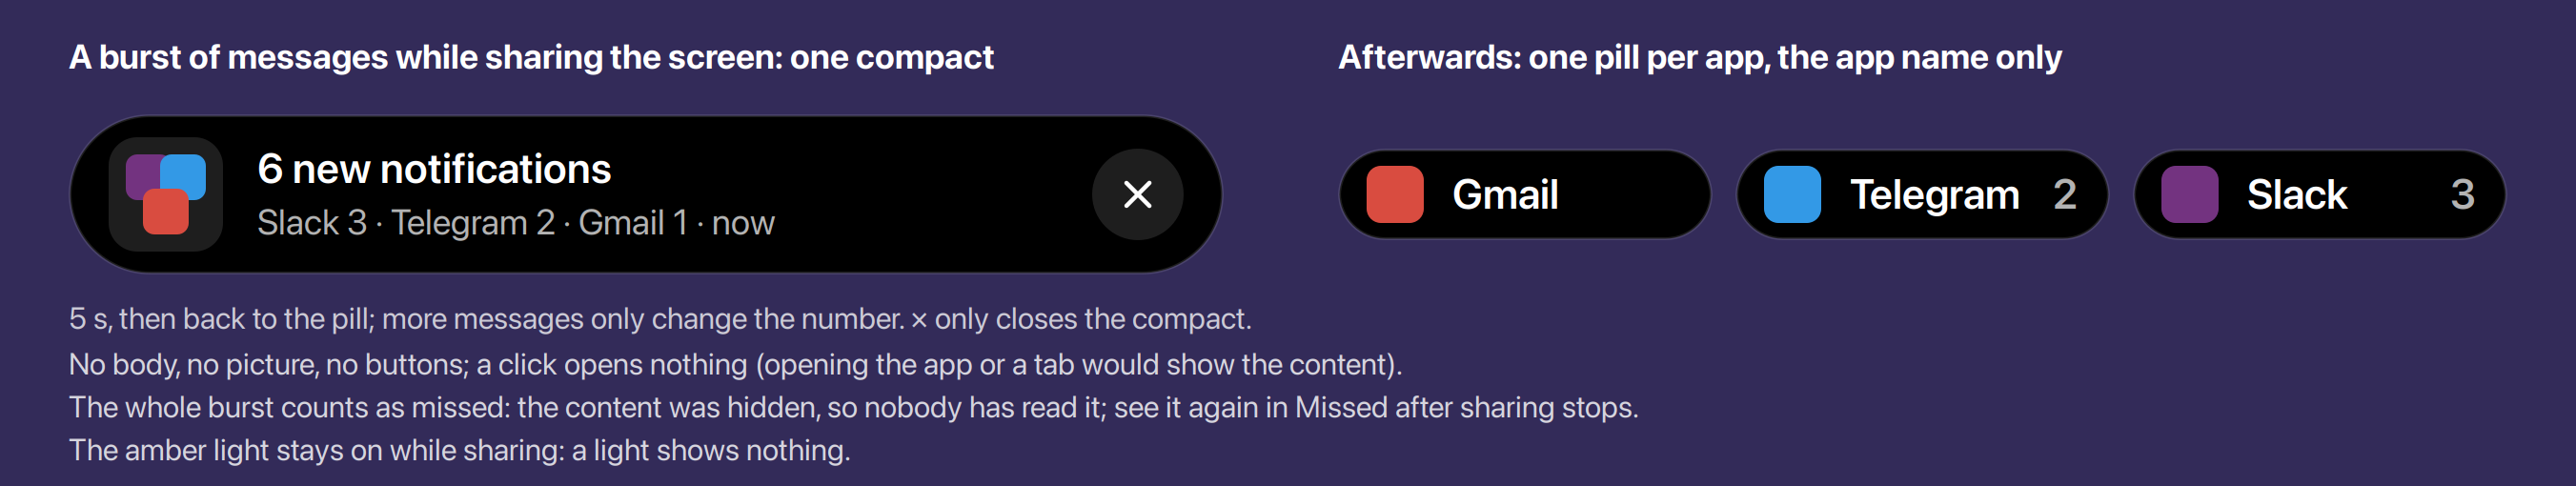 A burst of messages while sharing the screen: one compact
6 new notifications
Slack 3 · Telegram 2 · Gmail 1 · now
Afterwards: one pill per app, the app name only
Gmail
Telegram 2
Slack 3
5 s, then back to the pill; more messages only change the number. × only closes the compact.
No body, no picture, no buttons; a click opens nothing (opening the app or a tab would show the content).
The whole burst counts as missed: the content was hidden, so nobody has read it; see it again in Missed after sharing stops.
The amber light stays on while sharing: a light shows nothing.